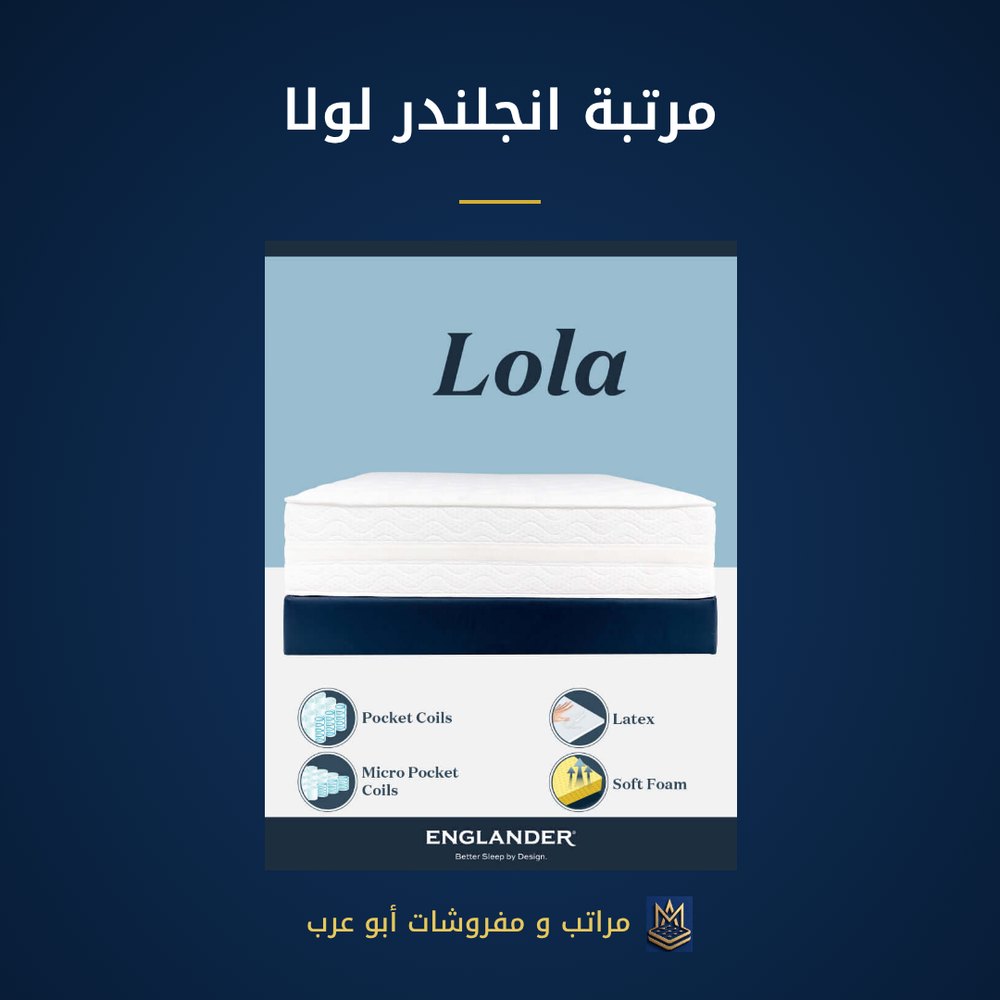 مرتبة انجلندر لولا
Lola
Pocket Coils
Latex
Micro Pocket
Coils
Soft Foam
ENGLANDER®
Better Sleep by Design.
مراتب و مفروشات أبو عرب